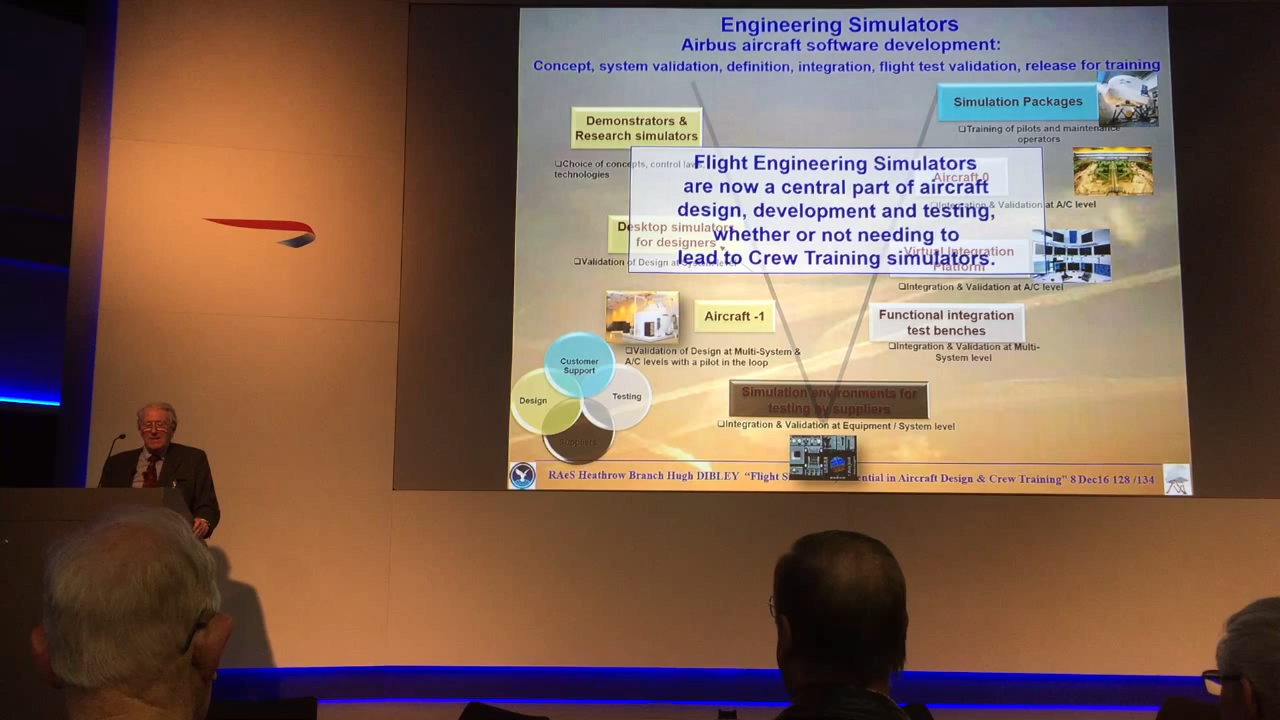 Engineering Simulators
Airbus aircraft software development:
Concept, system validation, definition, integration, flight test validation, release for training
Demonstrators &
Research simulators
❑Choice of concepts, control laws,
technologies
Simulation Packages
❑Training of pilots and maintenance
operators
Flight Engineering Simulators
are now a central part of aircraft
design, development and testing,
whether or not needing to
lead to Crew Training simulators.
Aircraft 0
Integration & Validation at A/C level
Desktop simulators
for designers
❑Validation of Design at System level
Virtual Integration
Platform
❑Integration & Validation at A/C level
Aircraft -1
❑Validation of Design at Multi-System &
A/C levels with a pilot in the loop
Functional integration
test benches
❑Integration & Validation at Multi-
System level
Customer
Support
Design
Testing
Suppliers
Simulation environments for
testing by suppliers
❑Integration & Validation at Equipment / System level
RAeS Heathrow Branch Hugh DIBLEY "Flight S ential in Aircraft Design & Crew Training" 8 Dec16 128 /134